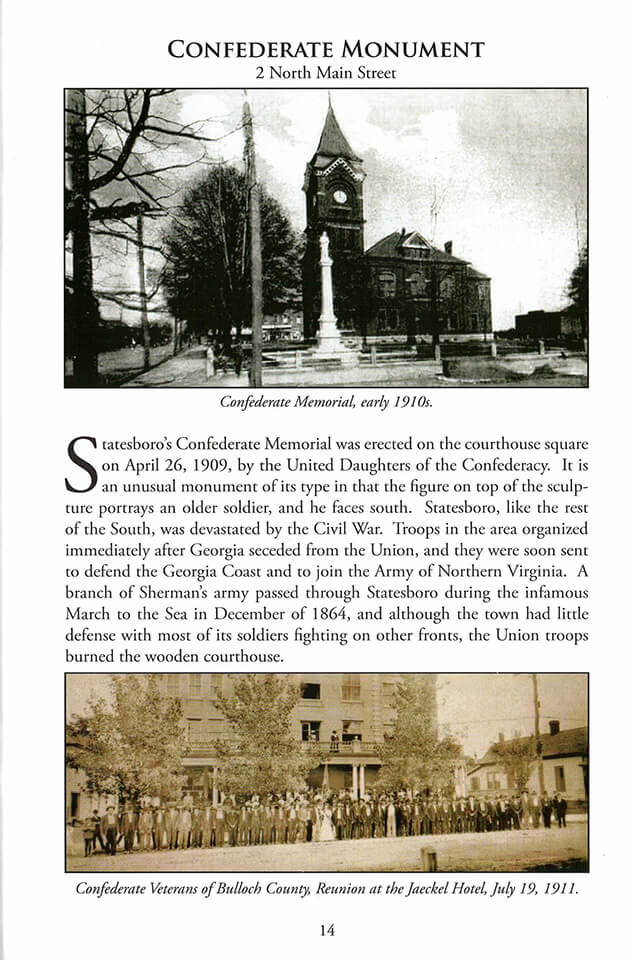 CONFEDERATE MONUMENT
2 North Main Street
Confederate Memorial, early 1910s.
Statesboro's Confederate Memorial was erected on the courthouse square
on April 26, 1909, by the United Daughters of the Confederacy. It is
an unusual monument of its type in that the figure on top of the sculp-
ture portrays an older soldier, and he faces south. Statesboro, like the rest
of the South, was devastated by the Civil War. Troops in the area organized
immediately after Georgia seceded from the Union, and they were soon sent
to defend the Georgia Coast and to join the Army of Northern Virginia. A
branch of Sherman's army passed through Statesboro during the infamous
March to the Sea in December of 1864, and although the town had little
defense with most of its soldiers fighting on other fronts, the Union troops
burned the wooden courthouse.
Confederate Veterans of Bulloch County, Reunion at the Jaeckel Hotel, July 19, 1911.
14